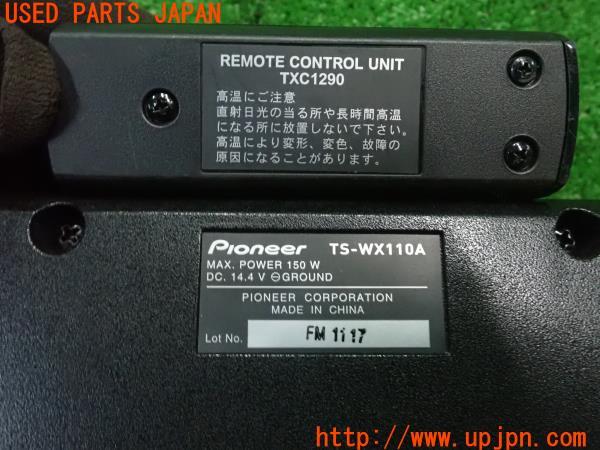 USED PARTS JAPAN
REMOTE CONTROL UNIT
TXC1290
高温にご注意
直射日光の当る所や長時間高温
になる所に放置しないで下さい。
高温により変形、変色、故障の
原因になることがあります。
Pioneer TS-WX110A
MAX. POWER 150 W
DC. 14.4 V ⊖GROUND
PIONEER CORPORATION
MADE IN CHINA
Lot No. FM 1117
http://www.upjpn.com/